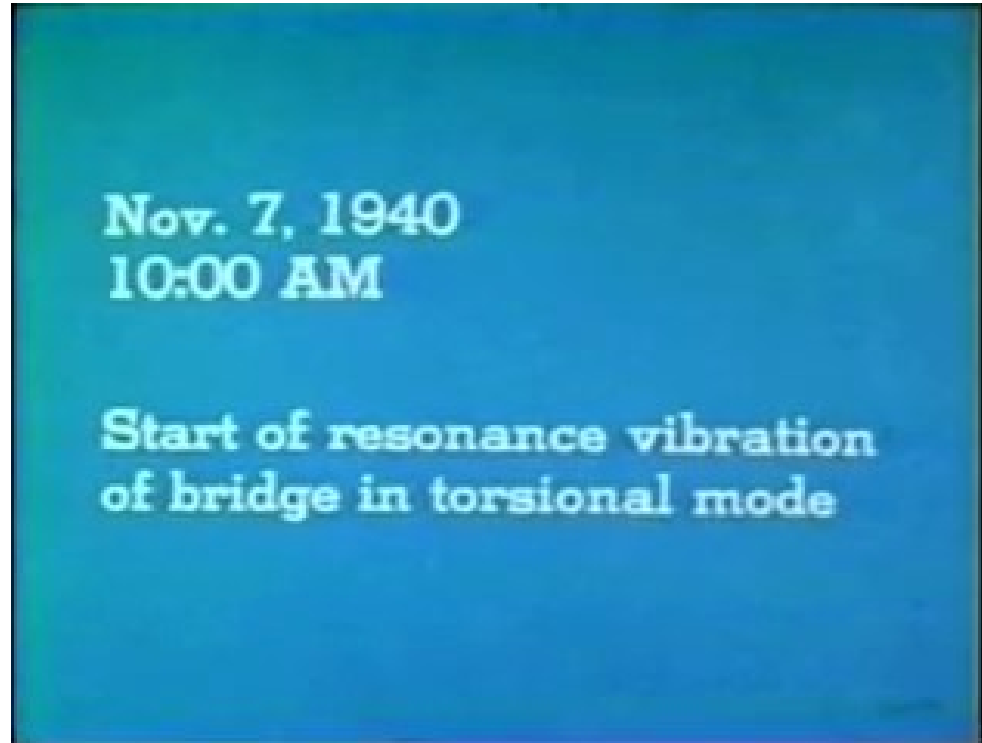 Nov. 7, 1940
10:00 AM
Start of resonance vibration
of bridge in torsional mode